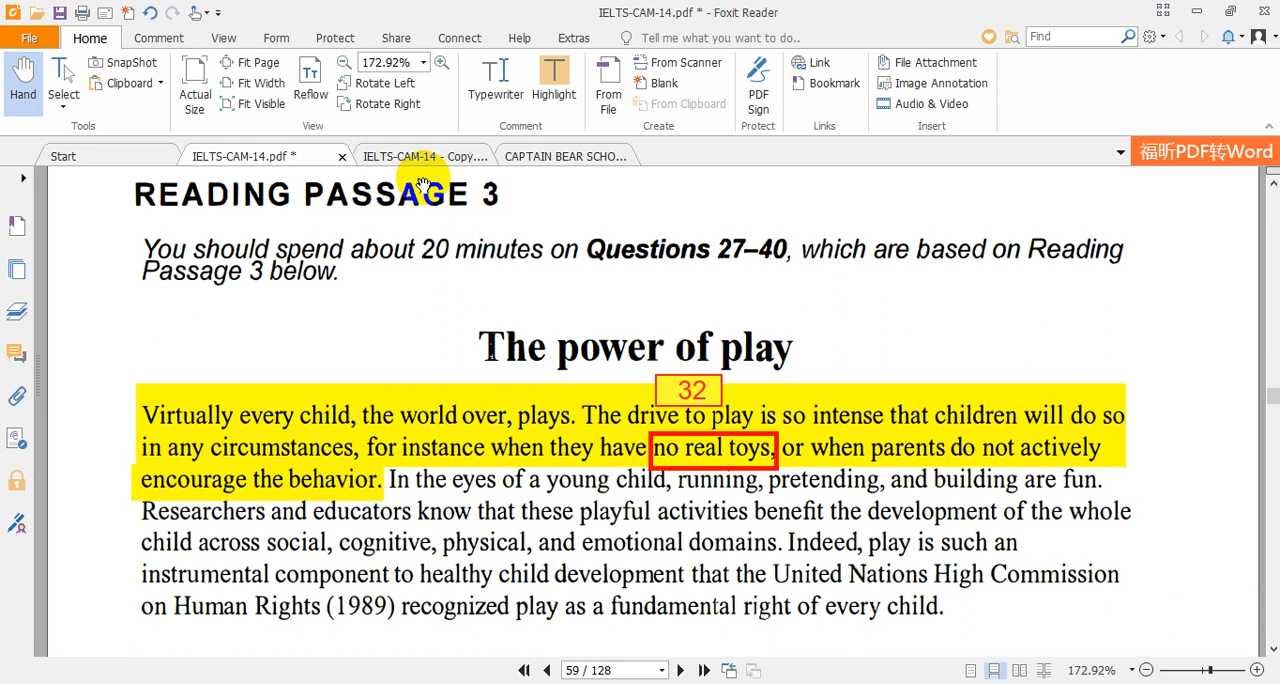 IELTS-CAM-14.pdf * - Foxit Reader
File Home Comment View Form Protect Share Connect Help Extras Tell me what you want to do.. Find
Hand
Select
SnapShot
Clipboard
Tools
Actual Size
Fit Page
Fit Width
Fit Visible
Reflow
172.92%
Rotate Left
Rotate Right
View
Typewriter
Highlight
Comment
From File
From Scanner
Blank
From Clipboard
Create
PDF Sign
Protect
Link
Bookmark
Links
File Attachment
Image Annotation
Audio & Video
Insert
Start IELTS-CAM-14.pdf * IELTS-CAM-14 - Copy.... CAPTAIN BEAR SCHO... 福昕PDF转Word
READING PASSAGE 3
You should spend about 20 minutes on Questions 27–40, which are based on Reading
Passage 3 below.
The power of play
32
Virtually every child, the world over, plays. The drive to play is so intense that children will do so
in any circumstances, for instance when they have no real toys, or when parents do not actively
encourage the behavior. In the eyes of a young child, running, pretending, and building are fun.
Researchers and educators know that these playful activities benefit the development of the whole
child across social, cognitive, physical, and emotional domains. Indeed, play is such an
instrumental component to healthy child development that the United Nations High Commission
on Human Rights (1989) recognized play as a fundamental right of every child.
59 / 128 172.92%